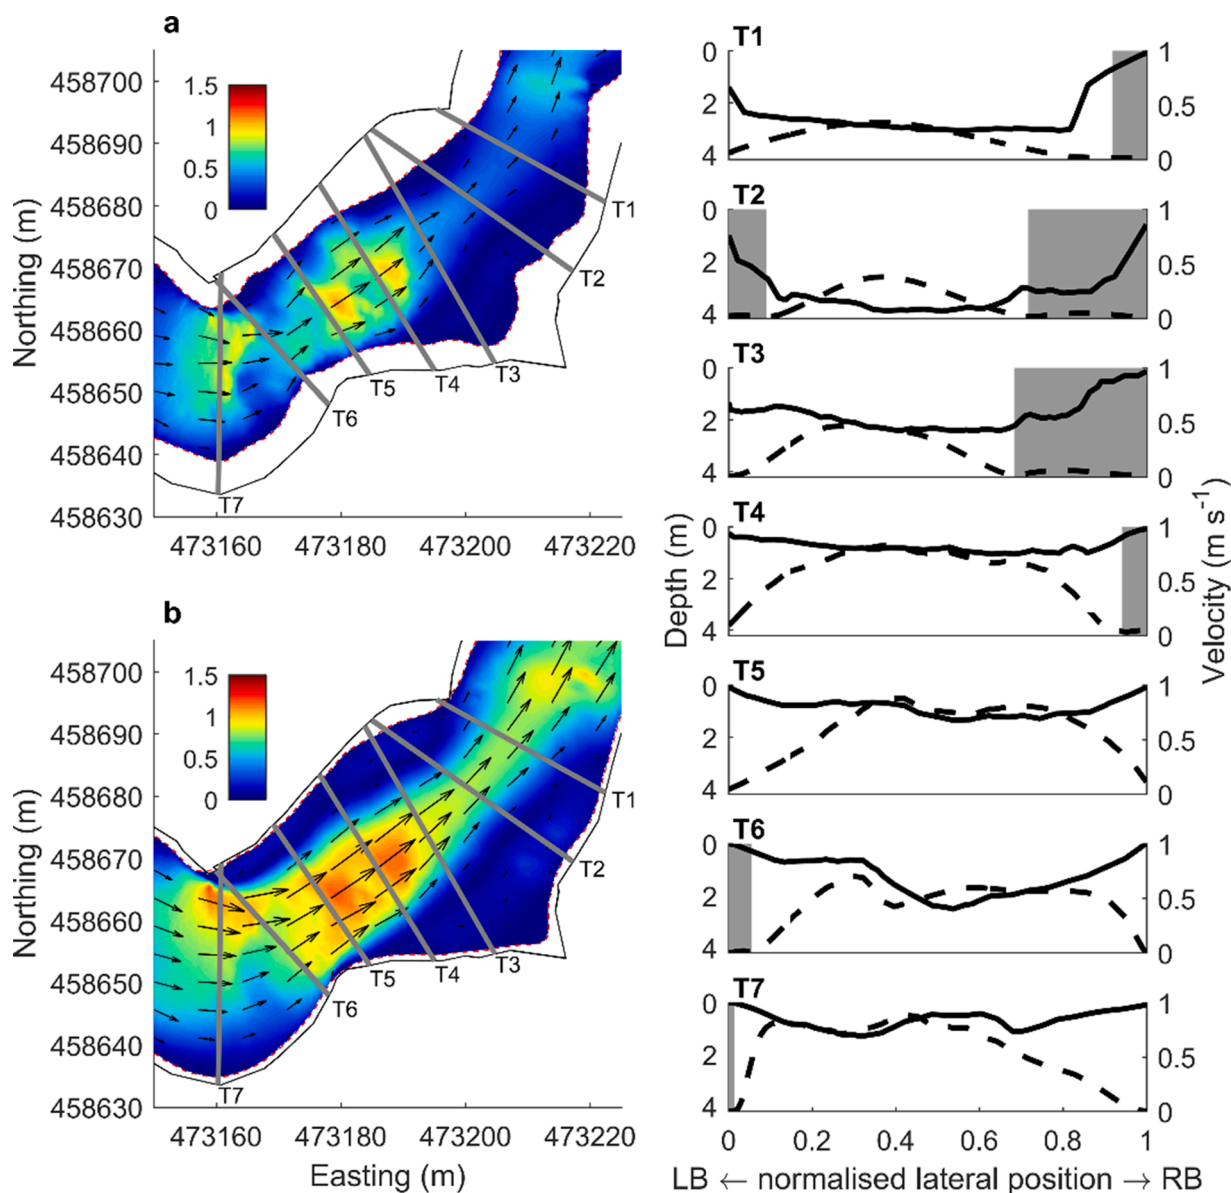 a
458700
458690
458680
458670
458660
458650
458640
458630
Northing (m)
1.5
1
0.5
0
T1
T2
T3
T4
T5
T6
T7
473160
473180
473200
473220
b
458700
458690
458680
458670
458660
458650
458640
458630
Northing (m)
1.5
1
0.5
0
T1
T2
T3
T4
T5
T6
T7
473160
473180
473200
473220
Easting (m)
T1
0
2
4
1
0.5
0
T2
0
2
4
1
0.5
0
T3
0
2
4
1
0.5
0
T4
0
2
4
1
0.5
0
Depth (m)
Velocity (m s⁻¹)
T5
0
2
4
1
0.5
0
T6
0
2
4
1
0.5
0
T7
0
2
4
1
0.5
0
0 0.2 0.4 0.6 0.8 1
LB ← normalised lateral position → RB